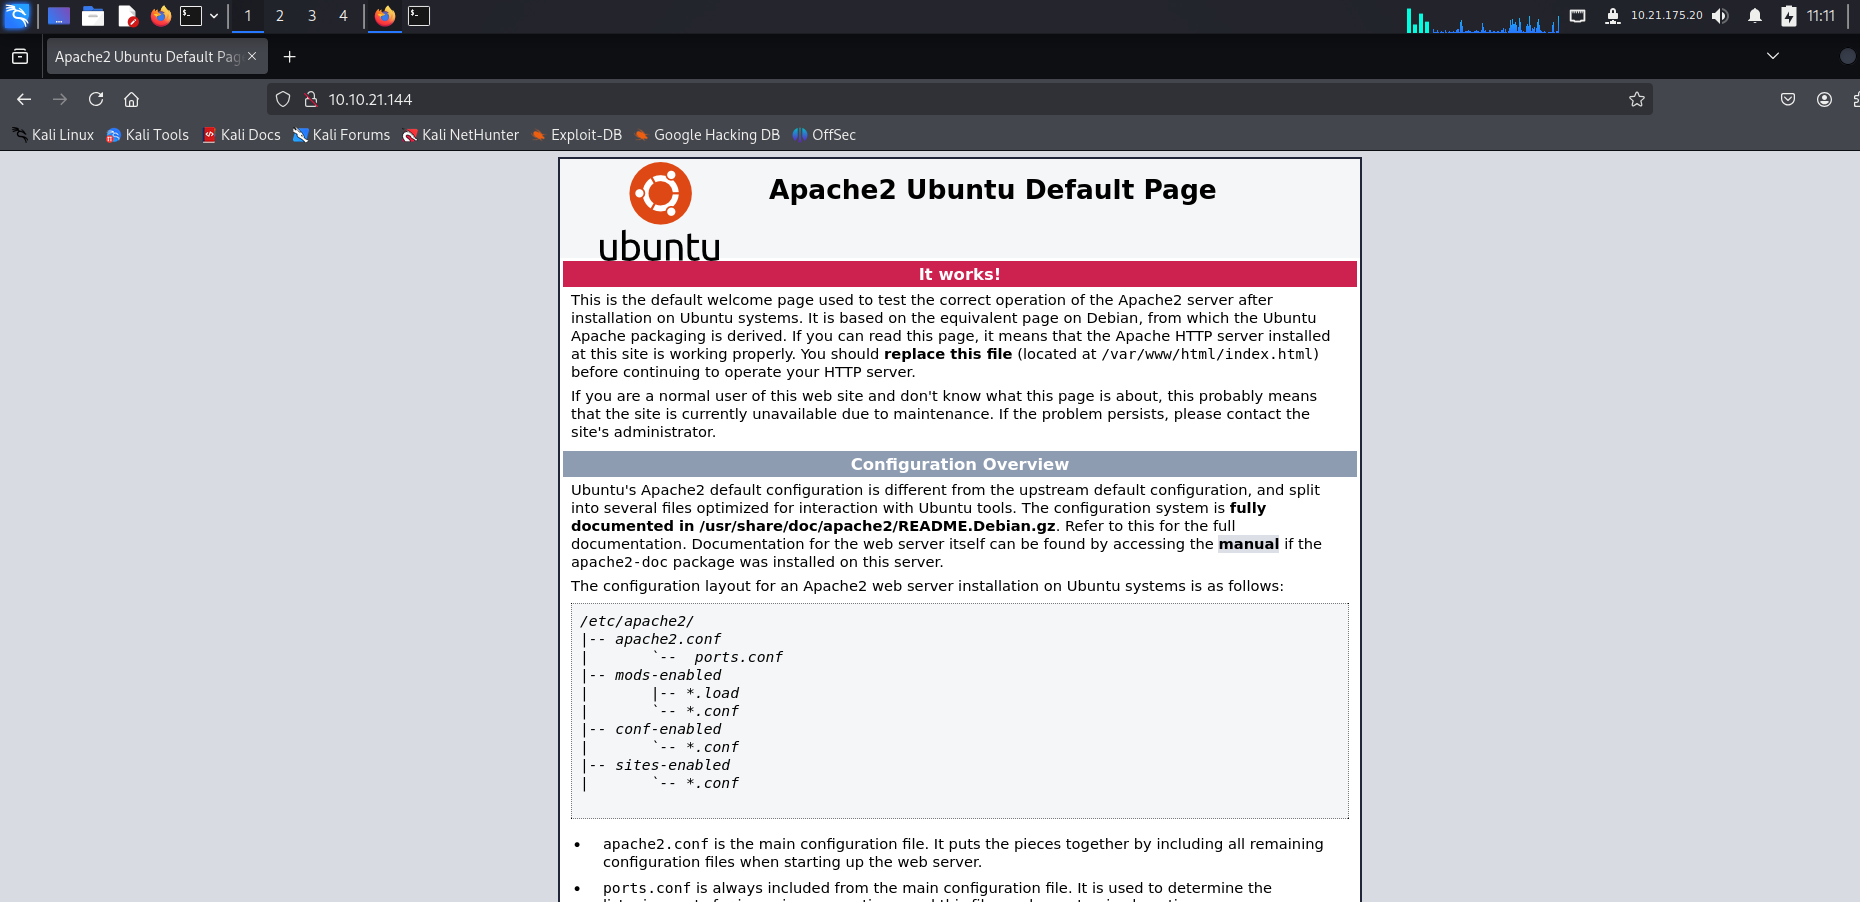 1 2 3 4 10.21.175.20 11:11
Apache2 Ubuntu Default Pag
10.10.21.144
Kali Linux Kali Tools Kali Docs Kali Forums Kali NetHunter Exploit-DB Google Hacking DB OffSec
ubuntu
Apache2 Ubuntu Default Page
It works!
This is the default welcome page used to test the correct operation of the Apache2 server after
installation on Ubuntu systems. It is based on the equivalent page on Debian, from which the Ubuntu
Apache packaging is derived. If you can read this page, it means that the Apache HTTP server installed
at this site is working properly. You should replace this file (located at /var/www/html/index.html)
before continuing to operate your HTTP server.
If you are a normal user of this web site and don't know what this page is about, this probably means
that the site is currently unavailable due to maintenance. If the problem persists, please contact the
site's administrator.
Configuration Overview
Ubuntu's Apache2 default configuration is different from the upstream default configuration, and split
into several files optimized for interaction with Ubuntu tools. The configuration system is fully
documented in /usr/share/doc/apache2/README.Debian.gz. Refer to this for the full
documentation. Documentation for the web server itself can be found by accessing the manual if the
apache2-doc package was installed on this server.
The configuration layout for an Apache2 web server installation on Ubuntu systems is as follows:
/etc/apache2/
|-- apache2.conf
|       `--  ports.conf
|-- mods-enabled
|       |-- *.load
|       `-- *.conf
|-- conf-enabled
|       `-- *.conf
|-- sites-enabled
|       `-- *.conf
• apache2.conf is the main configuration file. It puts the pieces together by including all remaining
configuration files when starting up the web server.
• ports.conf is always included from the main configuration file. It is used to determine the